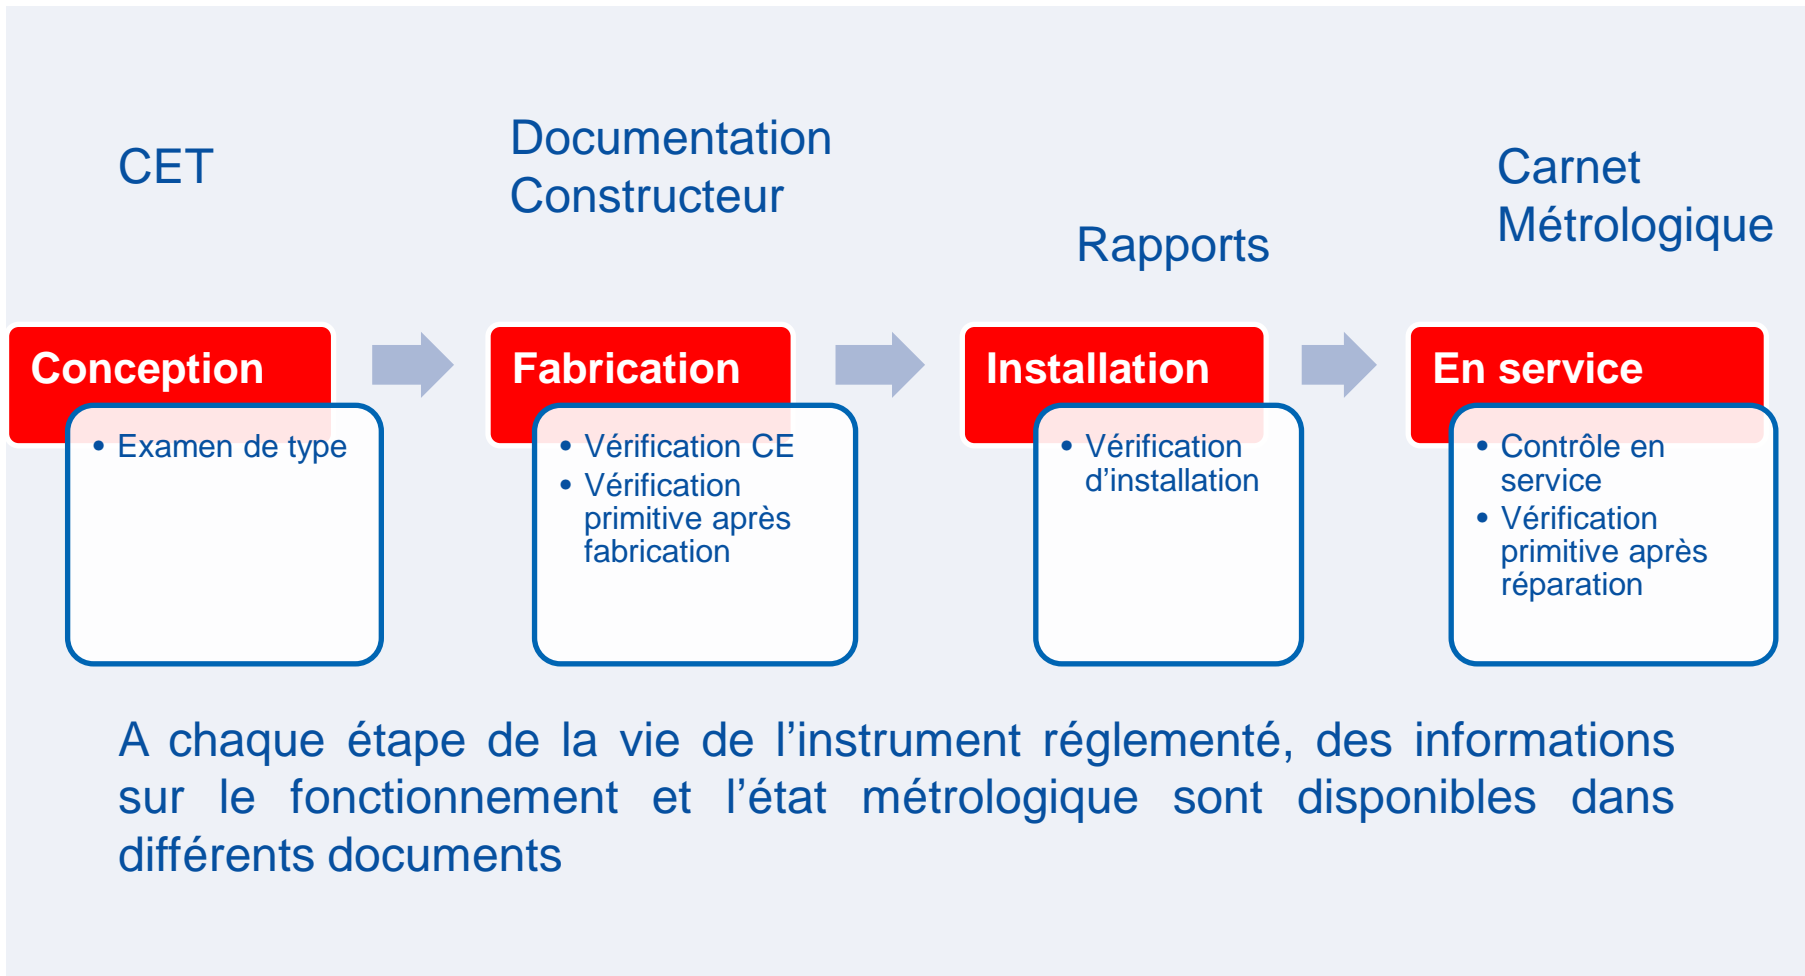 CET
Documentation
Constructeur
Rapports
Carnet
Métrologique
Conception
• Examen de type
Fabrication
• Vérification CE
• Vérification
primitive après
fabrication
Installation
• Vérification
d’installation
En service
• Contrôle en
service
• Vérification
primitive après
réparation
A chaque étape de la vie de l’instrument réglementé, des informations
sur le fonctionnement et l’état métrologique sont disponibles dans
différents documents